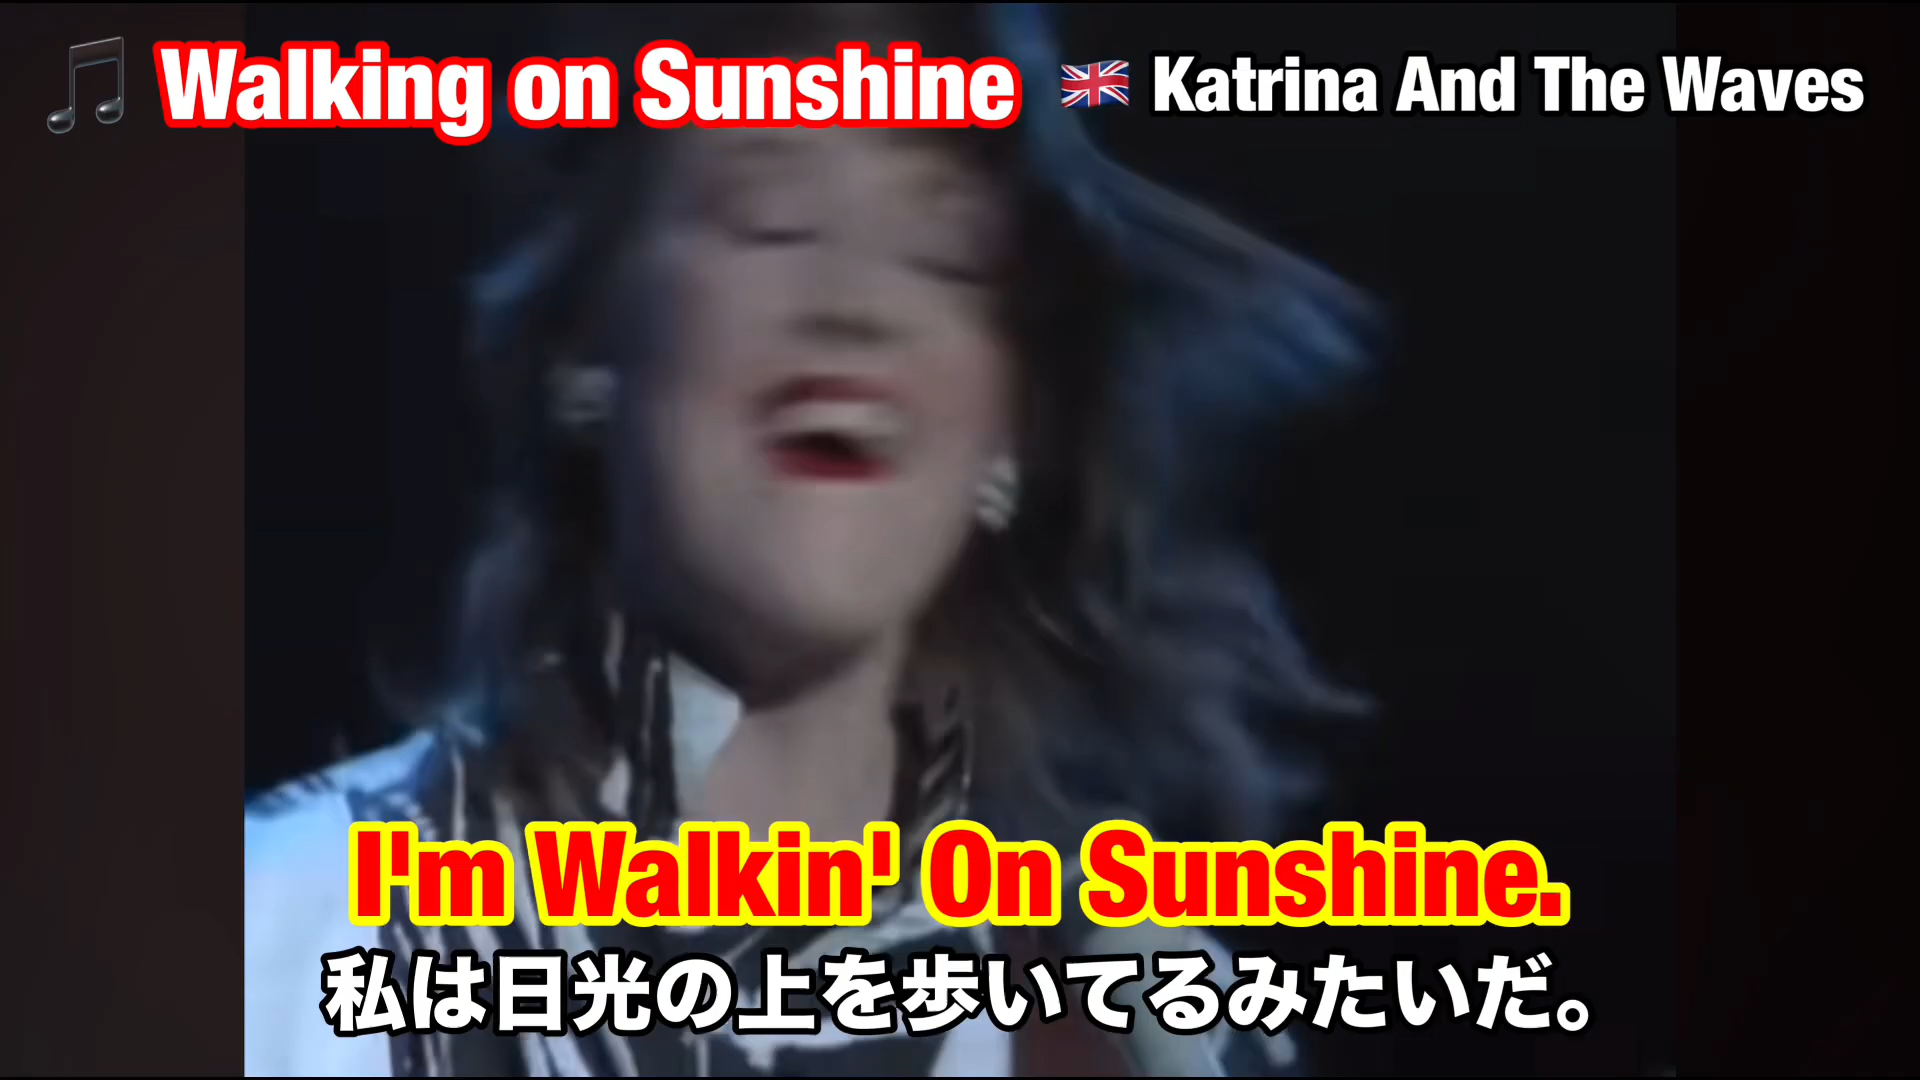 🎵 Walking on Sunshine 🇬🇧 Katrina And The Waves
I'm Walkin' On Sunshine.
私は日光の上を歩いてるみたいだ。